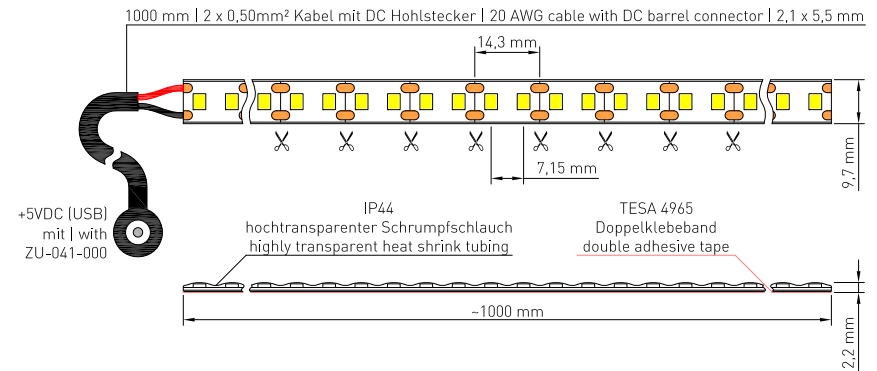 1000 mm | 2 x 0,50mm² Kabel mit DC Hohlstecker | 20 AWG cable with DC barrel connector | 2,1 x 5,5 mm
14,3 mm
7,15 mm
9,7 mm
+5VDC (USB)
mit | with
ZU-041-000
IP44
hochtransparenter Schrumpfschlauch
highly transparent heat shrink tubing
TESA 4965
Doppelklebeband
double adhesive tape
~1000 mm
2,2 mm